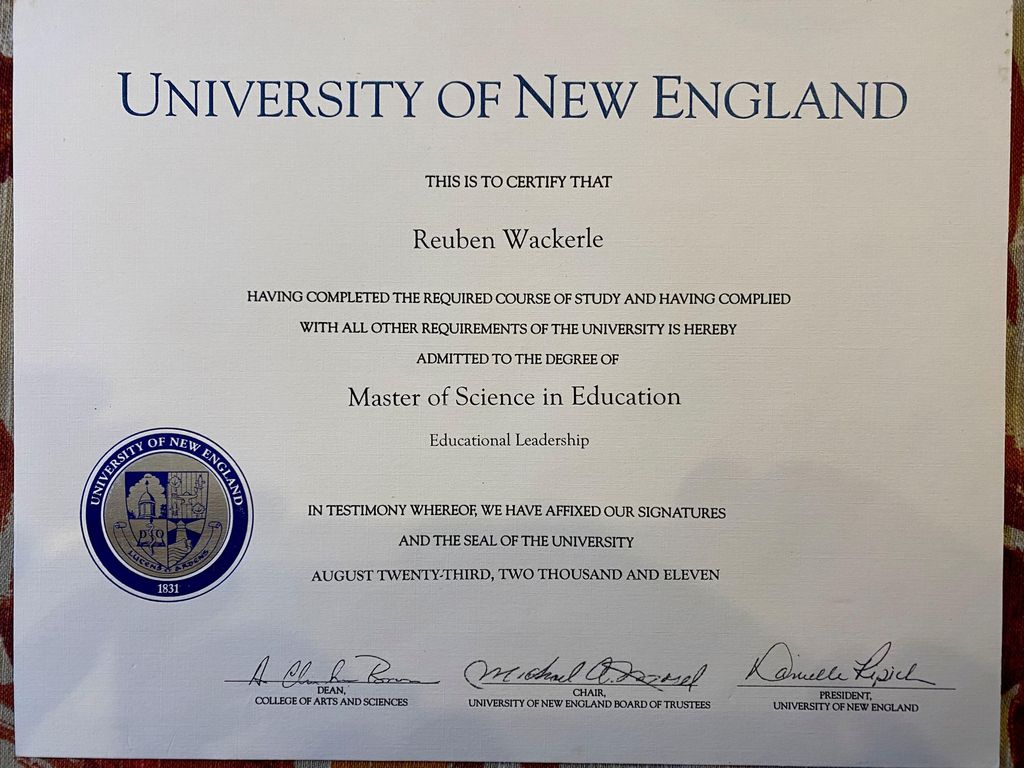 UNIVERSITY OF NEW ENGLAND
THIS IS TO CERTIFY THAT
Reuben Wackerle
HAVING COMPLETED THE REQUIRED COURSE OF STUDY AND HAVING COMPLIED
WITH ALL OTHER REQUIREMENTS OF THE UNIVERSITY IS HEREBY
ADMITTED TO THE DEGREE OF
Master of Science in Education
Educational Leadership
UNIVERSITY OF NEW ENGLAND
1831
IN TESTIMONY WHEREOF, WE HAVE AFFIXED OUR SIGNATURES
AND THE SEAL OF THE UNIVERSITY
AUGUST TWENTY-THIRD, TWO THOUSAND AND ELEVEN
DEAN,
COLLEGE OF ARTS AND SCIENCES
Michael
CHAIR,
UNIVERSITY OF NEW ENGLAND BOARD OF TRUSTEES
Danielle Ripich
PRESIDENT,
UNIVERSITY OF NEW ENGLAND